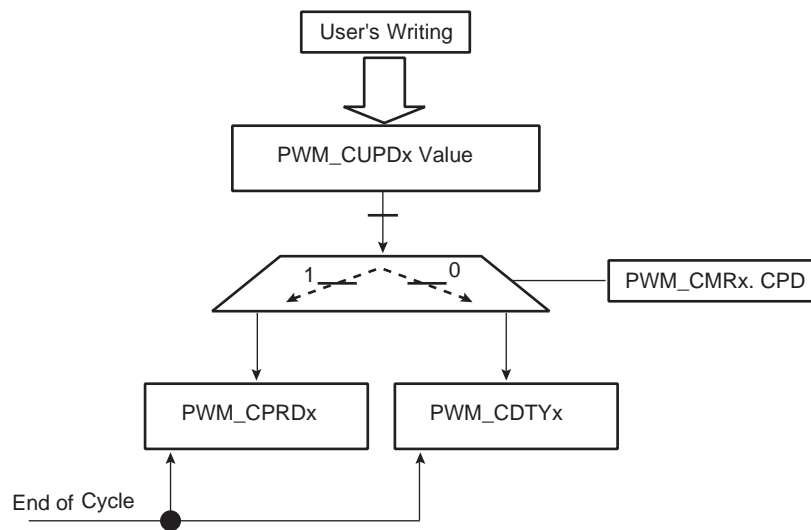 User's Writing
PWM_CUPDx Value
1
0
PWM_CMRx. CPD
PWM_CPRDx
PWM_CDTYx
End of Cycle